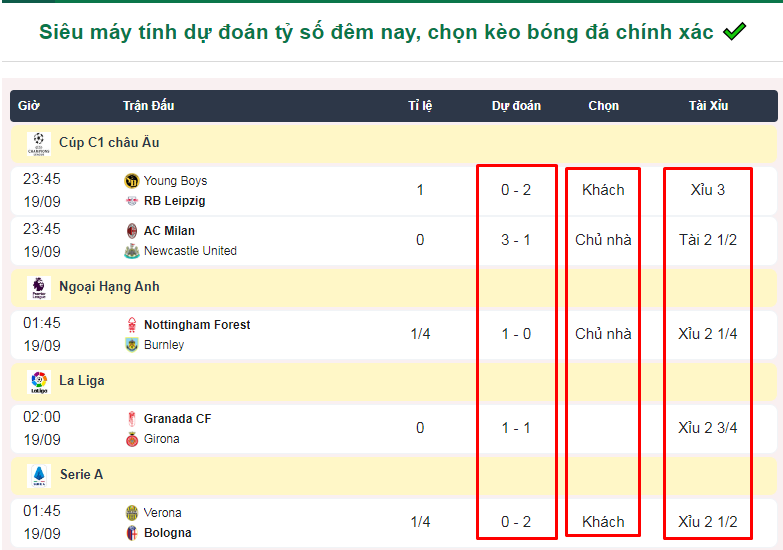 Siêu máy tính dự đoán tỷ số đêm nay, chọn kèo bóng đá chính xác
Giờ Trận Đấu Tỉ lệ Dự đoán Chọn Tài Xỉu
Cúp C1 châu Âu
23:45 Young Boys
19/09 RB Leipzig 1 0 - 2 Khách Xỉu 3
23:45 AC Milan
19/09 Newcastle United 0 3 - 1 Chủ nhà Tài 2 1/2
Ngoại Hạng Anh
01:45 Nottingham Forest
19/09 Burnley 1/4 1 - 0 Chủ nhà Xỉu 2 1/4
La Liga
02:00 Granada CF
19/09 Girona 0 1 - 1 Xỉu 2 3/4
Serie A
01:45 Verona
19/09 Bologna 1/4 0 - 2 Khách Xỉu 2 1/2